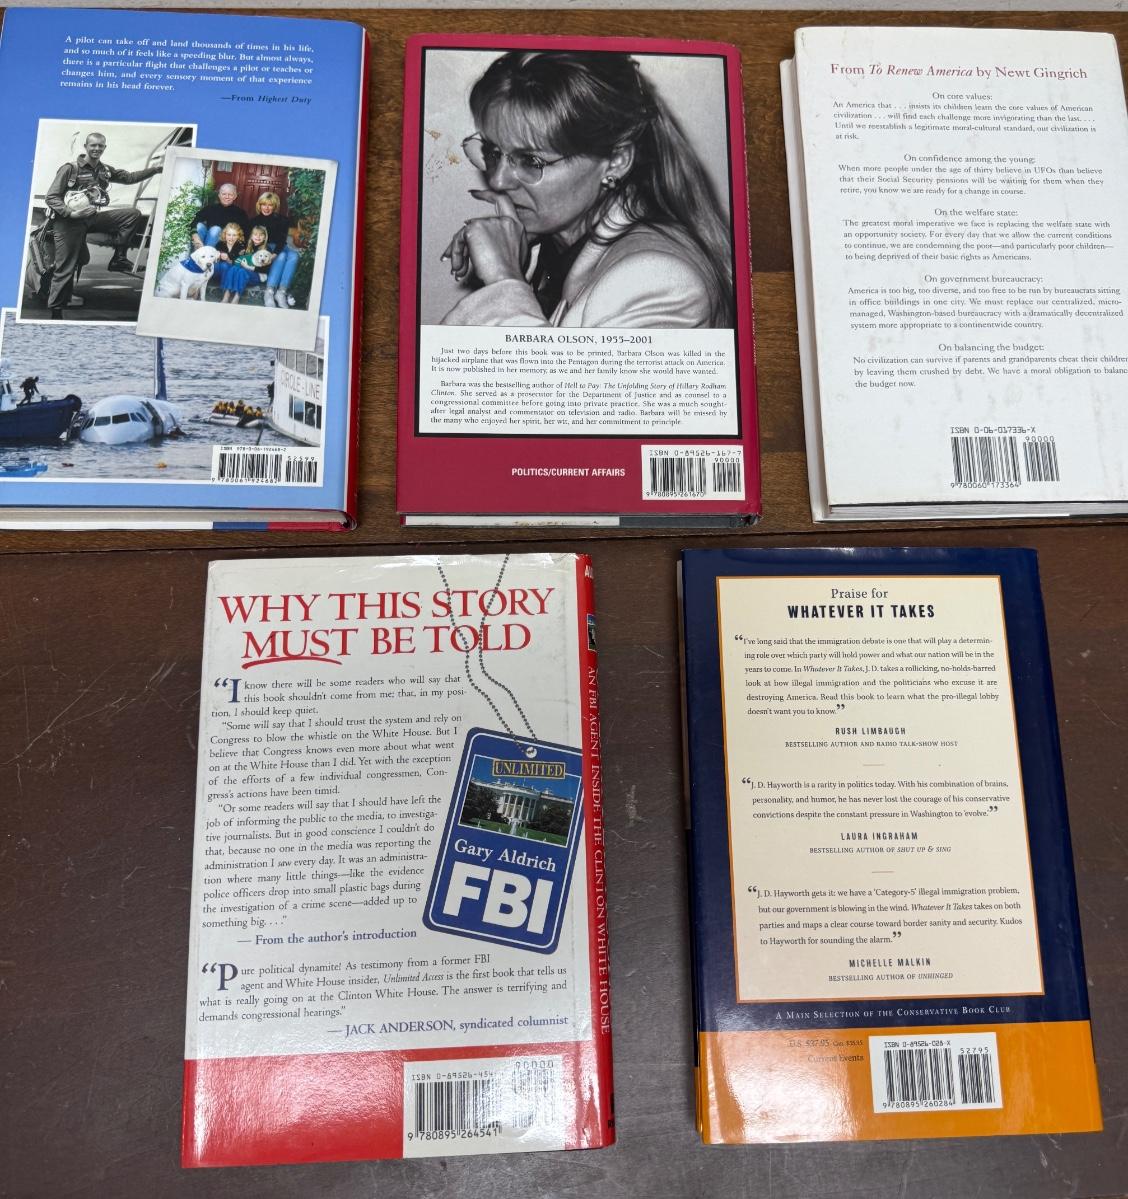 A pilot can take off and land thousands of times in his life,
and so much of it feels like a speeding blur. But almost always,
there is a particular flight that challenges a pilot or teaches or
changes him, and every sensory moment of that experience
remains in his head forever.
—From Highest Duty
CIRCLE LINE
ISBN 978-0-06-192468-2
52599
9 780061 924682
BARBARA OLSON, 1955–2001
Just two days before this book was to be printed, Barbara Olson was killed in the
hijacked airplane that was flown into the Pentagon during the terrorist attack on America.
It is now published in her memory, as we and her family know she would have wanted.
Barbara was the bestselling author of Hell to Pay: The Unfolding Story of Hillary Rodham
Clinton. She served as a prosecutor for the Department of Justice and as counsel to a
congressional committee before going into private practice. She was a much sought-
after legal analyst and commentator on television and radio. Barbara will be missed by
the many who enjoyed her spirit, her wit, and her commitment to principle.
POLITICS/CURRENT AFFAIRS
ISBN 0-89526-167-7
90000
9 780895 261670
From To Renew America by Newt Gingrich
On core values:
An America that . . . insists its children learn the core values of American
civilization . . . will find each challenge more invigorating than the last. . . .
Until we reestablish a legitimate moral-cultural standard, our civilization is
at risk.
On confidence among the young:
When more people under the age of thirty believe in UFOs than believe
that their Social Security pensions will be waiting for them when they
retire, you know we are ready for a change in course.
On the welfare state:
The greatest moral imperative we face is replacing the welfare state with
an opportunity society. For every day that we allow the current conditions
to continue, we are condemning the poor—and particularly poor children—
to being deprived of their basic rights as Americans.
On government bureaucracy:
America is too big, too diverse, and too free to be run by bureaucrats sitting
in office buildings in one city. We must replace our centralized, micro-
managed, Washington-based bureaucracy with a dramatically decentralized
system more appropriate to a continentwide country.
On balancing the budget:
No civilization can survive if parents and grandparents cheat their children
by leaving them crushed by debt. We have a moral obligation to balance
the budget now.
ISBN 0-06-017336-X
90000
9 780060 173364
WHY THIS STORY
MUST BE TOLD
“I know there will be some readers who will say that
this book shouldn't come from me; that, in my posi-
tion, I should keep quiet.
"Some will say that I should trust the system and rely on
Congress to blow the whistle on the White House. But I
believe that Congress knows even more about what went
on at the White House than I did. Yet with the exception
of the efforts of a few individual congressmen, Con-
gress's actions have been timid.
"Or some readers will say that I should have left the
job of informing the public to the media, to investiga-
tive journalists. But in good conscience I couldn't do
that, because no one in the media was reporting the
administration I saw every day. It was an administra-
tion where many little things—like the evidence
police officers drop into small plastic bags during
the investigation of a crime scene—added up to
something big. . . ."
— From the author's introduction
“Pure political dynamite! As testimony from a former FBI
agent and White House insider, Unlimited Access is the first book that tells us
what is really going on at the Clinton White House. The answer is terrifying and
demands congressional hearings."
— JACK ANDERSON, syndicated columnist
UNLIMITED
Gary Aldrich
FBI
AN FBI AGENT INSIDE THE CLINTON WHITE HOUSE
ISBN 0-89526-454
90000
9 780895 264541
Praise for
WHATEVER IT TAKES
“I've long said that the immigration debate is one that will play a determin-
ing role over which party will hold power and what our nation will be in the
years to come. In Whatever It Takes, J.D. takes a rollicking, no-holds-barred
look at how illegal immigration and the politicians who excuse it are
destroying America. Read this book to learn what the pro-illegal lobby
doesn't want you to know.”
RUSH LIMBAUGH
BESTSELLING AUTHOR AND RADIO TALK-SHOW HOST
“J. D. Hayworth is a rarity in politics today. With his combination of brains,
personality, and humor, he has never lost the courage of his conservative
convictions despite the constant pressure in Washington to 'evolve.”
LAURA INGRAHAM
BESTSELLING AUTHOR OF SHUT UP & SING
“J. D. Hayworth gets it: we have a 'Category-5' illegal immigration problem,
but our government is blowing in the wind. Whatever It Takes takes on both
parties and maps a clear course toward border sanity and security. Kudos
to Hayworth for sounding the alarm.”
MICHELLE MALKIN
BESTSELLING AUTHOR OF UNHINGED
A MAIN SELECTION OF THE CONSERVATIVE BOOK CLUB
Current Events
ISBN 0-89526-028-X
52795
9 780895 260284